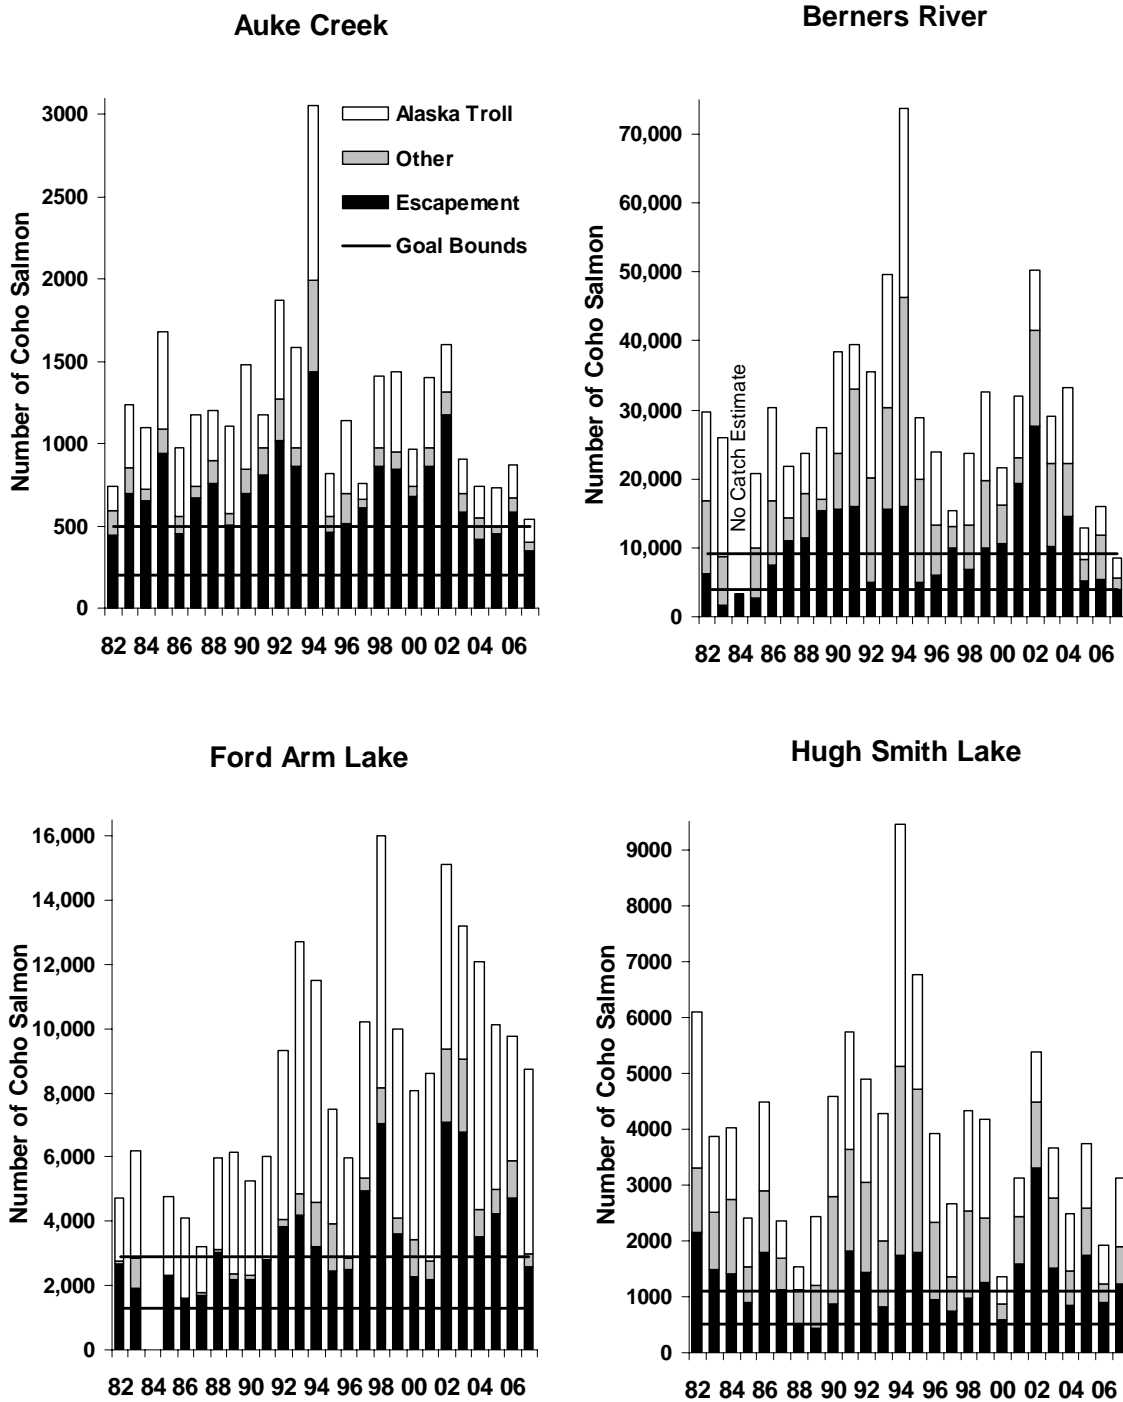 Auke Creek
Number of Coho Salmon
3000
2500
2000
1500
1000
500
0
Alaska Troll
Other
Escapement
Goal Bounds
82 84 86 88 90 92 94 96 98 00 02 04 06
Berners River
Number of Coho Salmon
70,000
60,000
50,000
40,000
30,000
20,000
10,000
0
No Catch Estimate
82 84 86 88 90 92 94 96 98 00 02 04 06
Ford Arm Lake
Number of Coho Salmon
16,000
14,000
12,000
10,000
8,000
6,000
4,000
2,000
0
82 84 86 88 90 92 94 96 98 00 02 04 06
Hugh Smith Lake
Number of Coho Salmon
9000
8000
7000
6000
5000
4000
3000
2000
1000
0
82 84 86 88 90 92 94 96 98 00 02 04 06